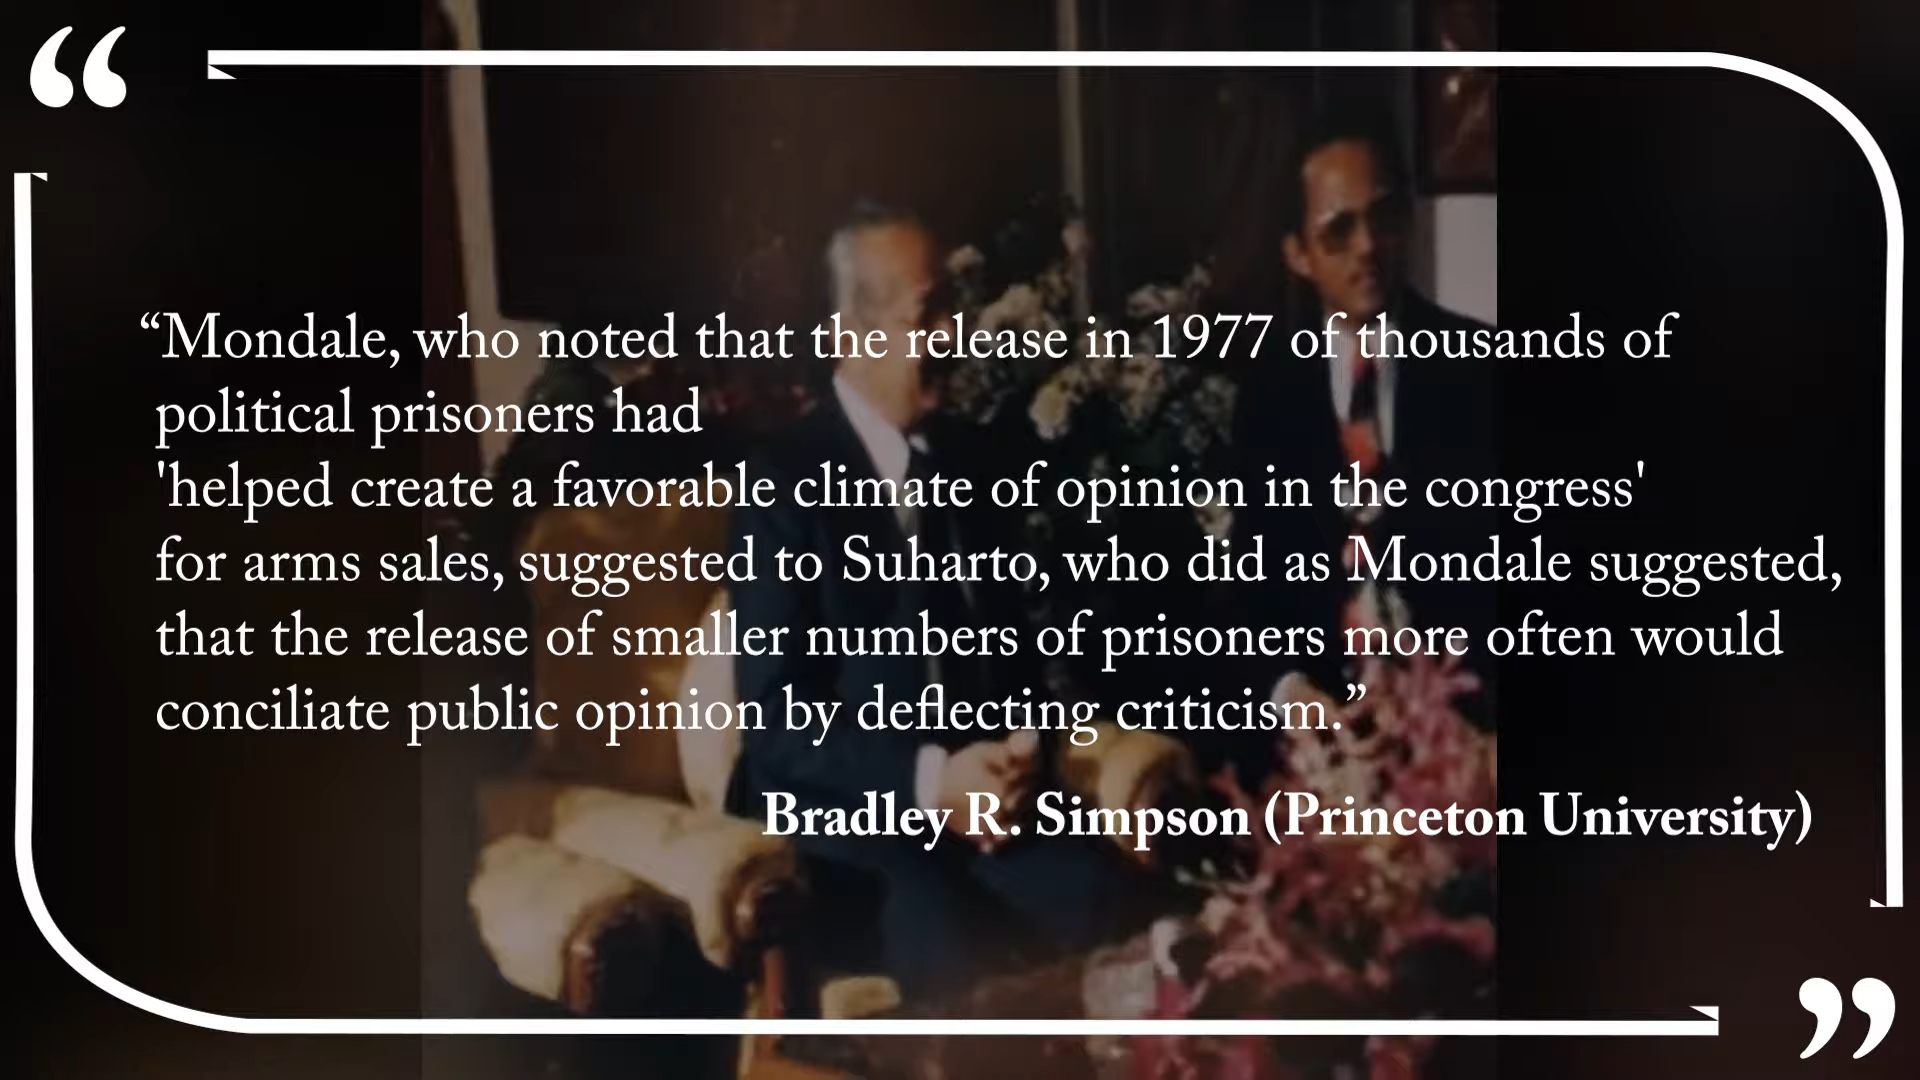 “Mondale, who noted that the release in 1977 of thousands of
political prisoners had
'helped create a favorable climate of opinion in the congress'
for arms sales, suggested to Suharto, who did as Mondale suggested,
that the release of smaller numbers of prisoners more often would
conciliate public opinion by deflecting criticism.”
Bradley R. Simpson (Princeton University)